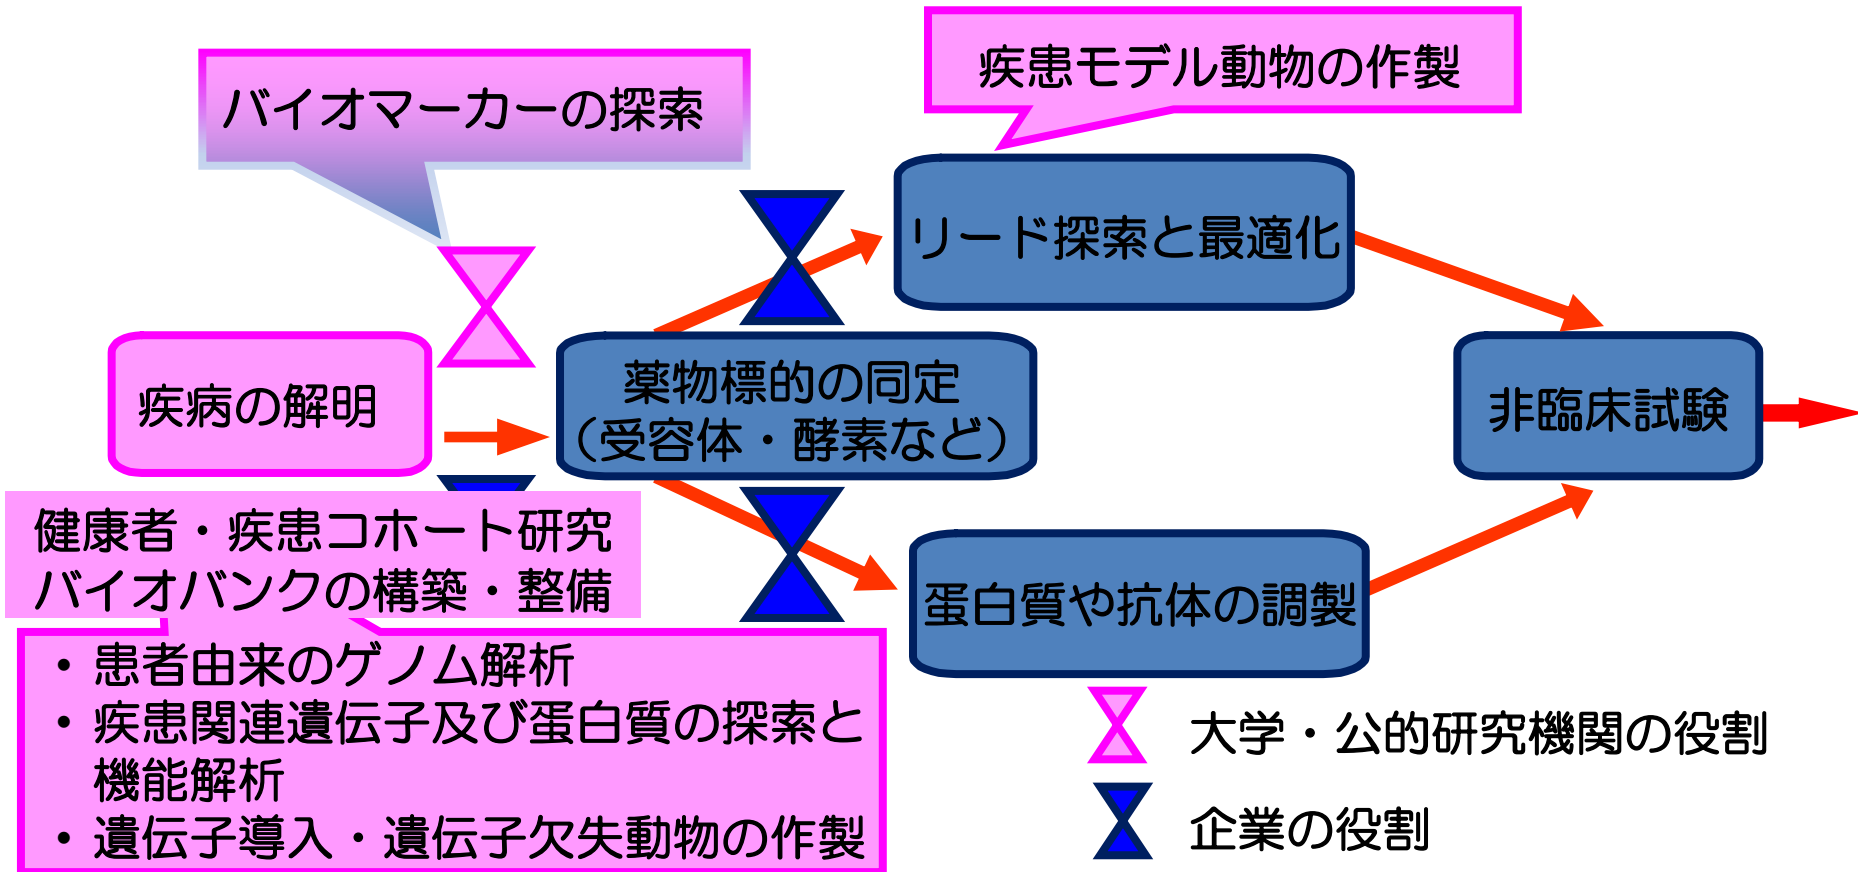 疾患モデル動物の作製
バイオマーカーの探索
リード探索と最適化
疾病の解明
薬物標的の同定
（受容体・酵素など）
非臨床試験
健康者・疾患コホート研究
バイオバンクの構築・整備
蛋白質や抗体の調製
・患者由来のゲノム解析
・疾患関連遺伝子及び蛋白質の探索と
機能解析
・遺伝子導入・遺伝子欠失動物の作製
大学・公的研究機関の役割
企業の役割